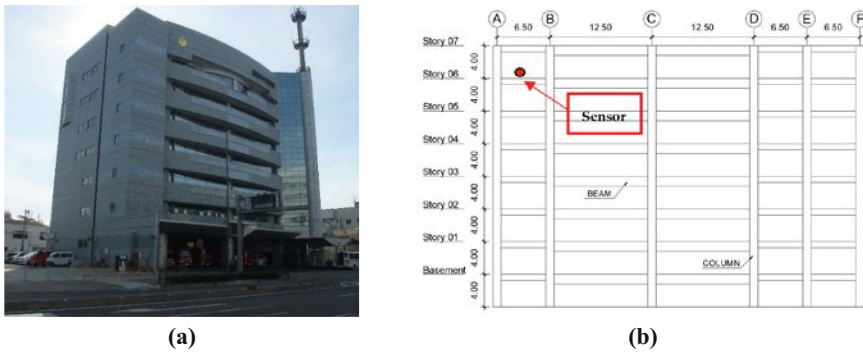 A B C D E F
6.50 12.50 12.50 6.50 6.50
Story 07
4.00
Story 06
4.00
Story 05
Sensor
4.00
Story 04
4.00
Story 03
4.00
BEAM
Story 02
4.00
Story 01
4.00
COLUMN
Basement
4.00
(a) (b)